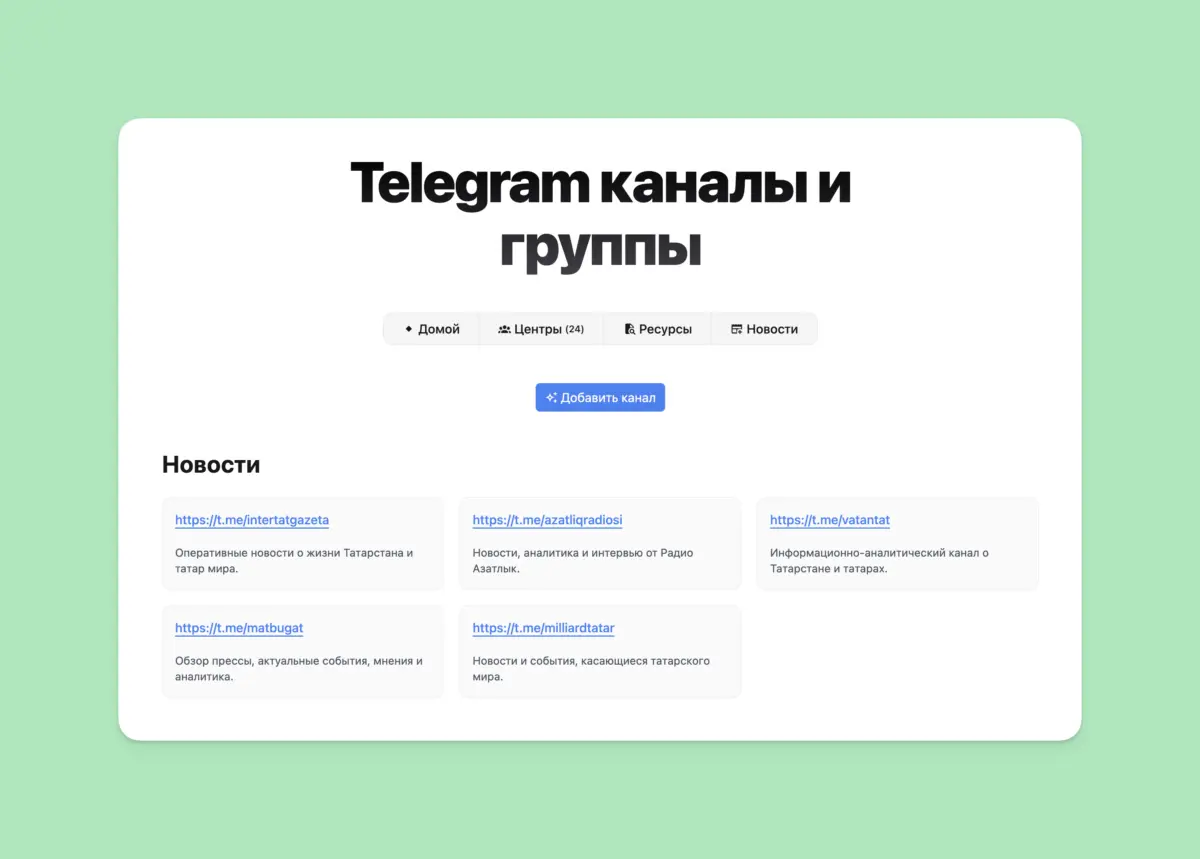 Telegram каналы и
группы
Домой
Центры (24)
Ресурсы
Новости
Добавить канал
Новости
https://t.me/intertatgazeta
Оперативные новости о жизни Татарстана и
татар мира.
https://t.me/azatliqradiosi
Новости, аналитика и интервью от Радио
Азатлык.
https://t.me/vatantat
Информационно-аналитический канал о
Татарстане и татарах.
https://t.me/matbugat
Обзор прессы, актуальные события, мнения и
аналитика.
https://t.me/milliardtatar
Новости и события, касающиеся татарского
мира.